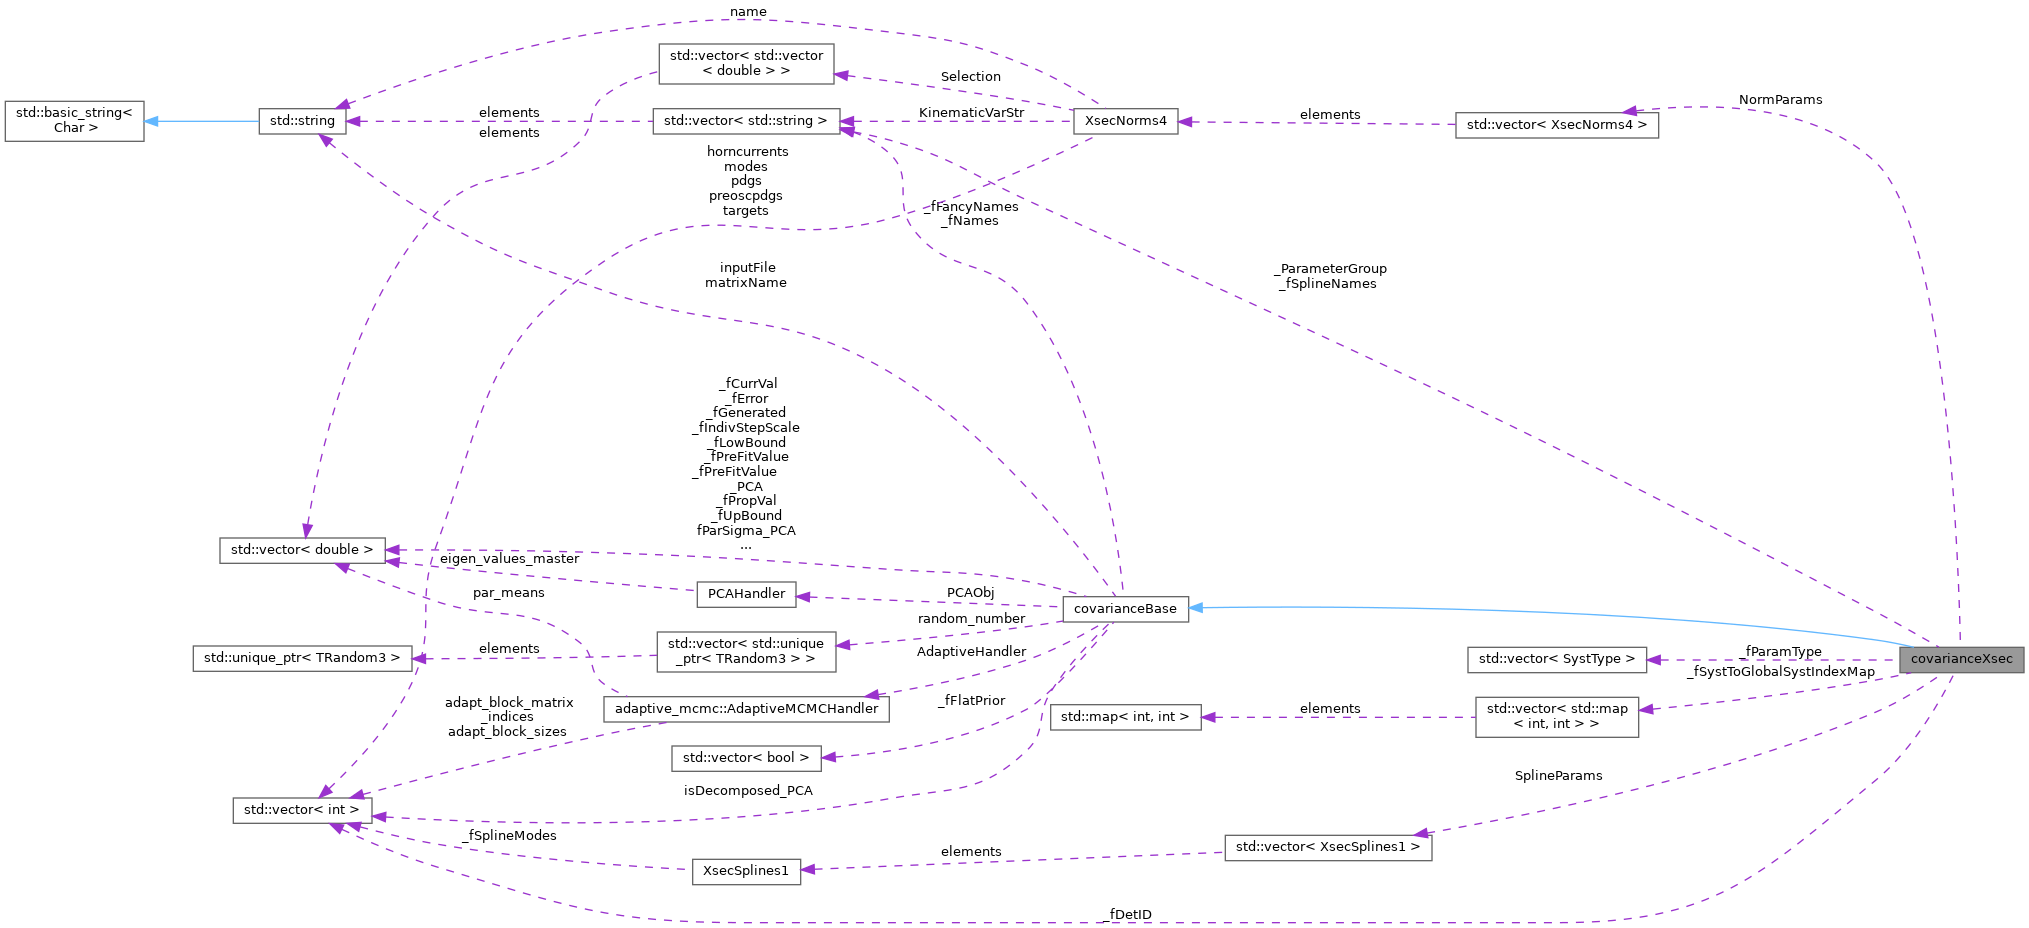 name
std::vector< std::vector
< double > >
Selection
std::basic_string<
Char >
std::string
elements
elements
std::vector< std::string >
KinematicVarStr
XsecNorms4
elements
std::vector< XsecNorms4 >
NormParams
horncurrents
modes
pdgs
preoscpdgs
targets
_fFancyNames
_fNames
inputFile
matrixName
_ParameterGroup
_fSplineNames
_fCurrVal
_fError
_fGenerated
_fIndivStepScale
_fLowBound
_fPreFitValue
_fPreFitValue
_PCA
_fPropVal
_fUpBound
fParSigma_PCA
...
std::vector< double >
eigen_values_master
par_means
PCAHandler
PCAObj
covarianceBase
random_number
std::unique_ptr< TRandom3 >
elements
std::vector< std::unique
_ptr< TRandom3 > >
AdaptiveHandler
std::vector< SystType >
_fParamType
covarianceXsec
_fSystToGlobalSystIndexMap
adapt_block_matrix
_indices
adapt_block_sizes
adaptive_mcmc::AdaptiveMCMCHandler
_fFlatPrior
std::map< int, int >
elements
std::vector< std::map
< int, int > >
std::vector< bool >
isDecomposed_PCA
SplineParams
std::vector< int >
_fSplineModes
XsecSplines1
elements
std::vector< XsecSplines1 >
_fDetID